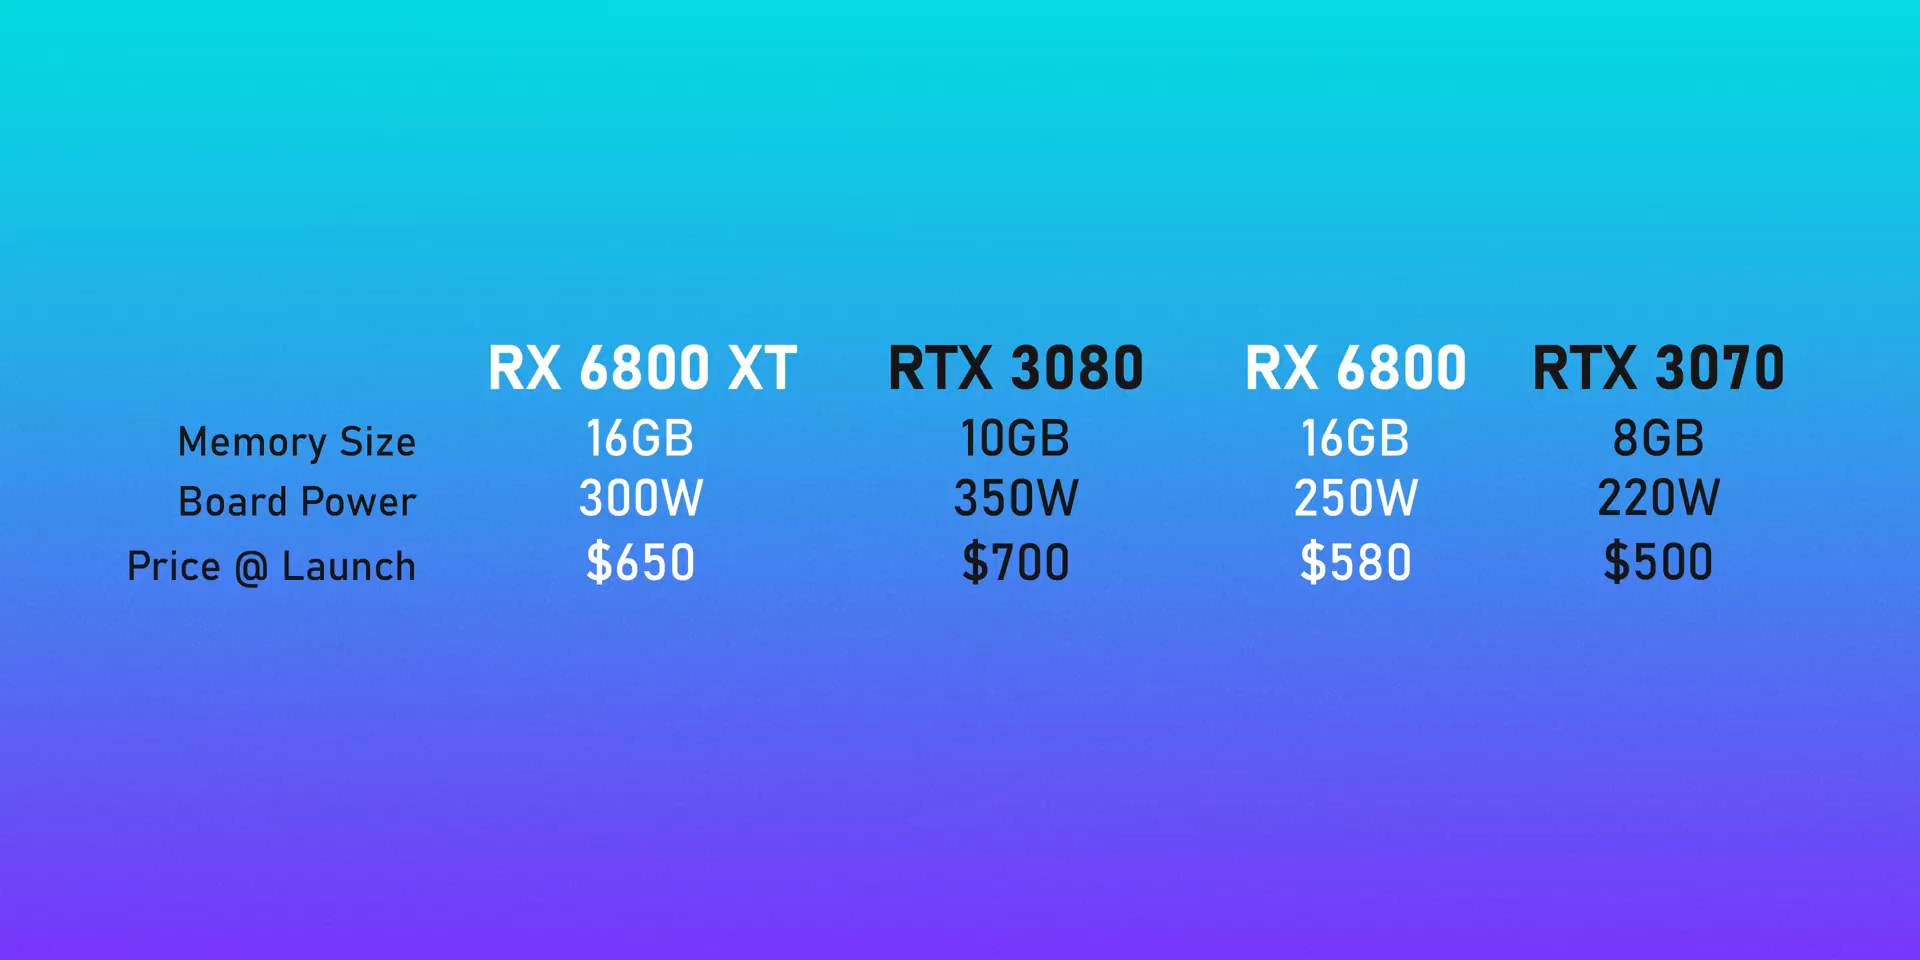 RX 6800 XT RTX 3080 RX 6800 RTX 3070
Memory Size 16GB 10GB 16GB 8GB
Board Power 300W 350W 250W 220W
Price @ Launch $650 $700 $580 $500